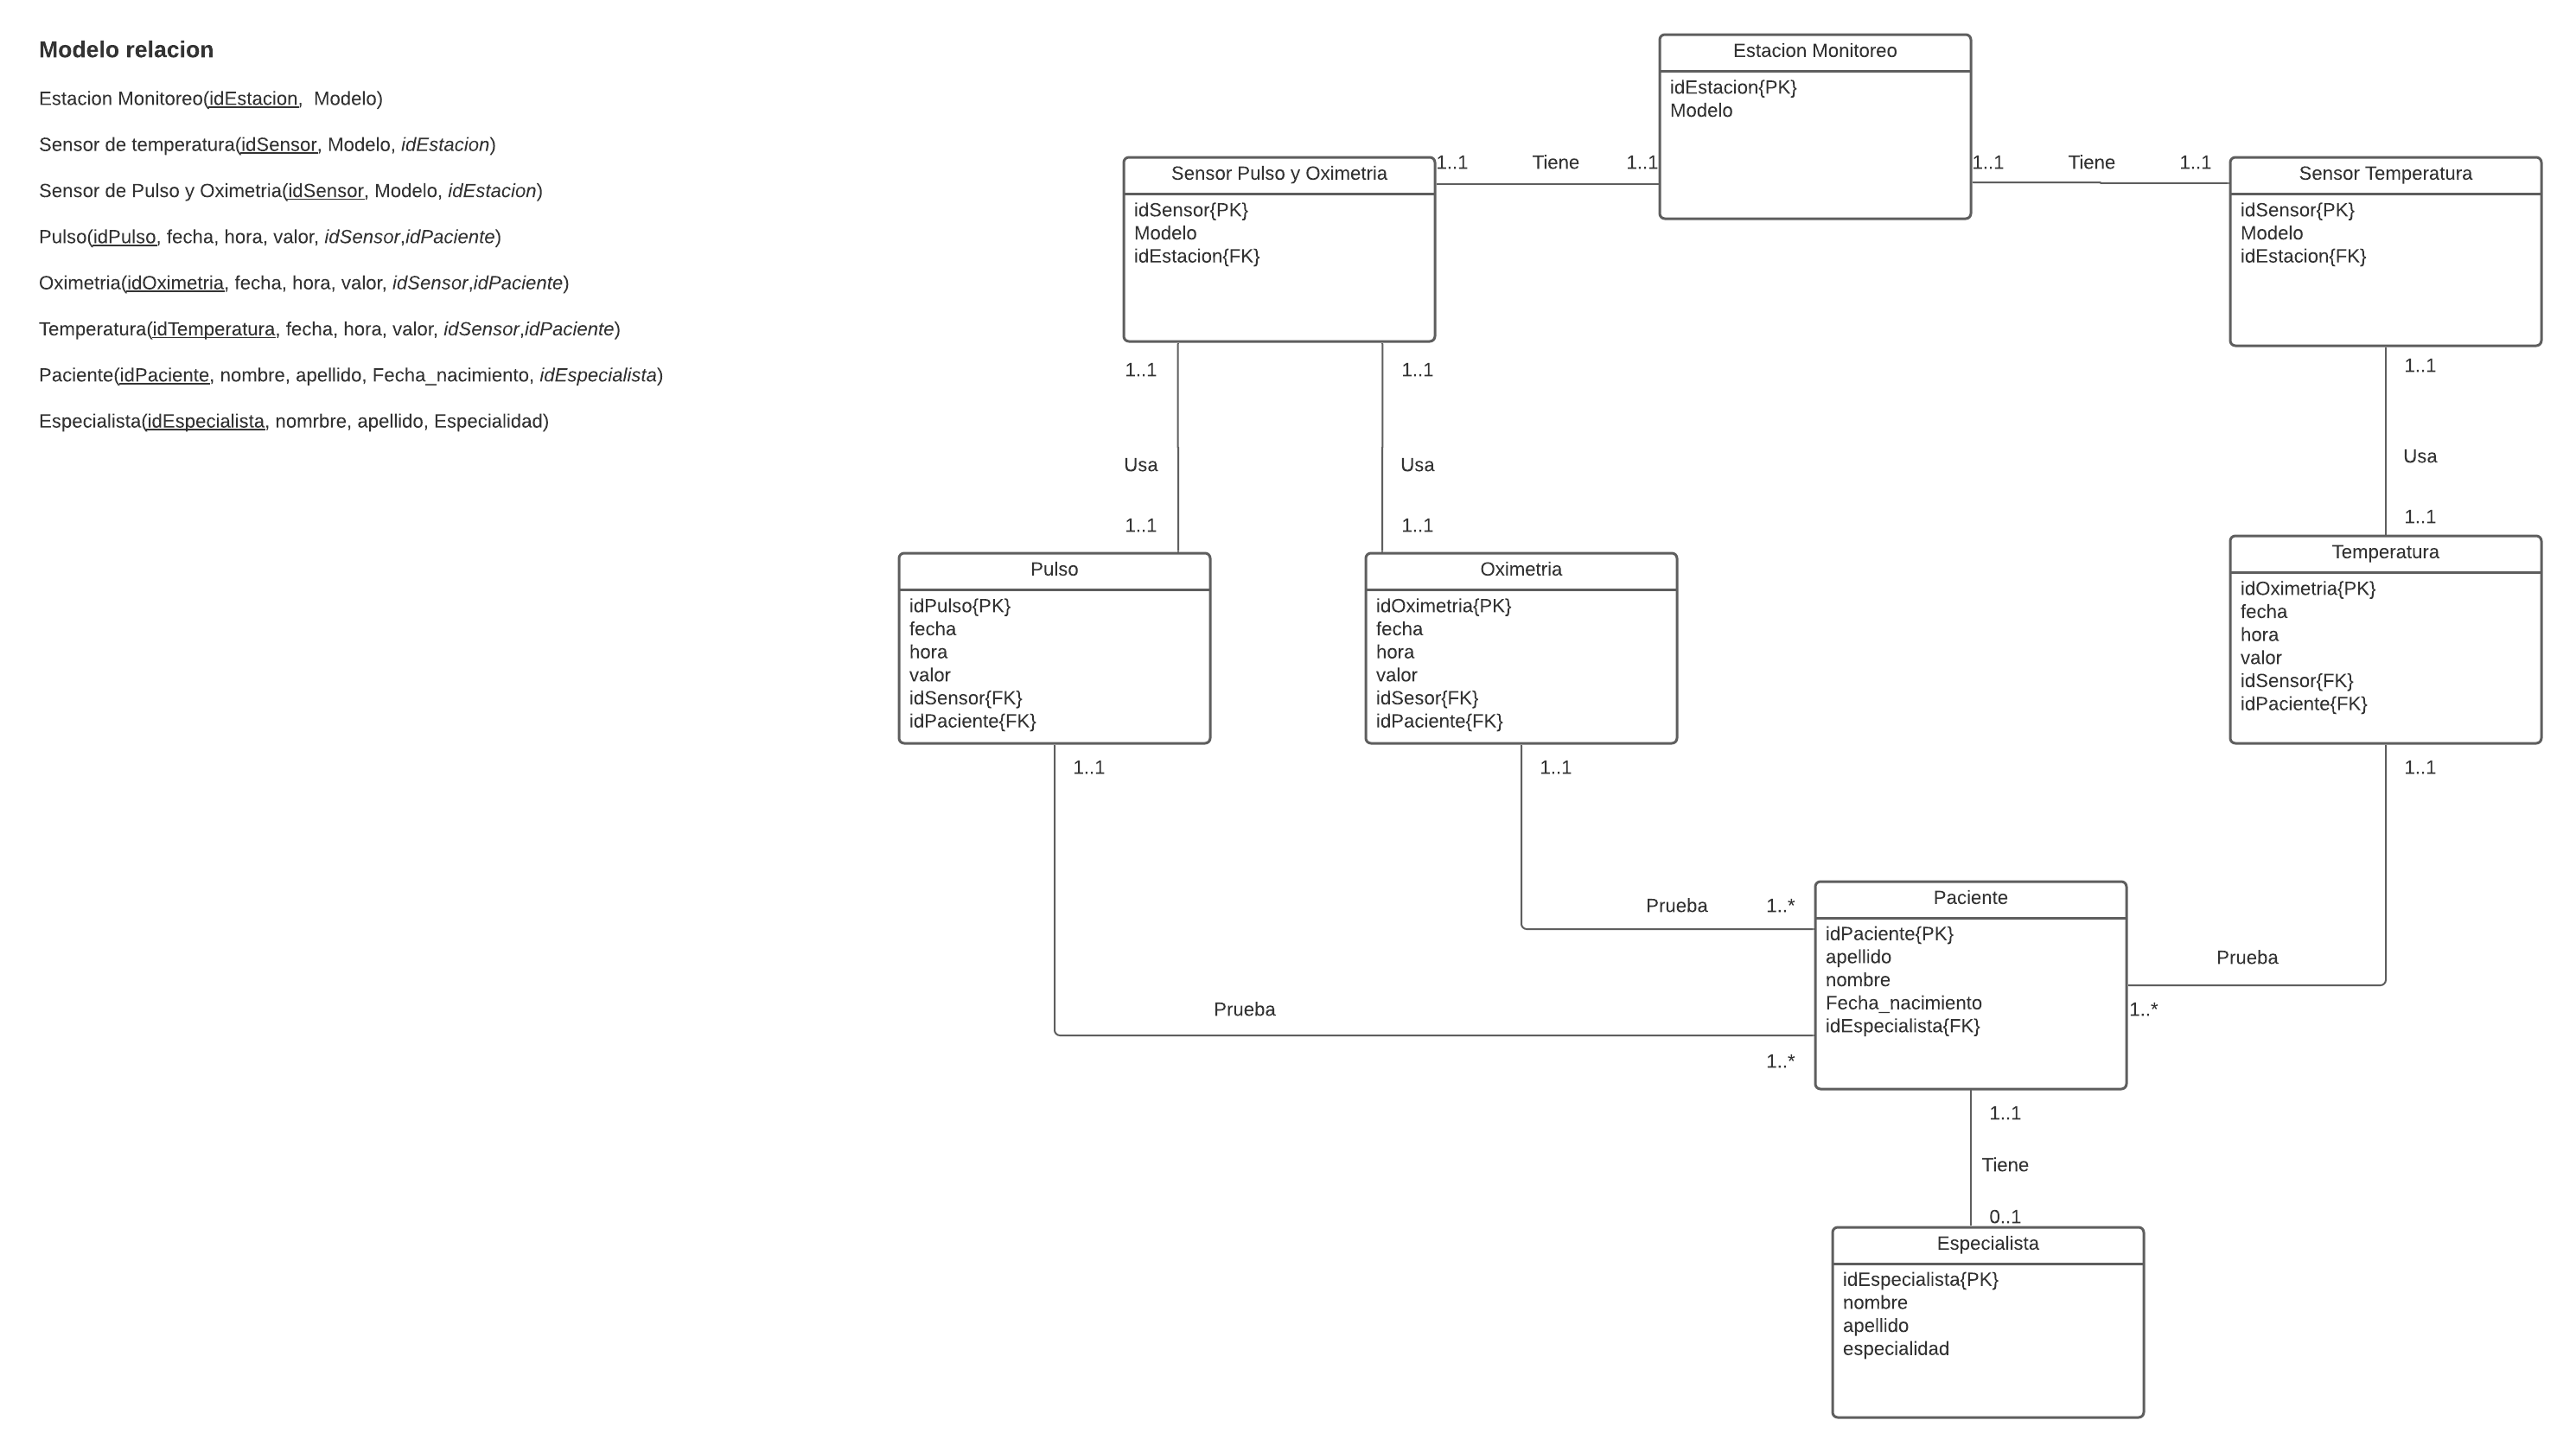 Modelo relacion
Estacion Monitoreo(idEstacion,  Modelo)
Sensor de temperatura(idSensor, Modelo, idEstacion)
Sensor de Pulso y Oximetria(idSensor, Modelo, idEstacion)
Pulso(idPulso, fecha, hora, valor, idSensor,idPaciente)
Oximetria(idOximetria, fecha, hora, valor, idSensor,idPaciente)
Temperatura(idTemperatura, fecha, hora, valor, idSensor,idPaciente)
Paciente(idPaciente, nombre, apellido, Fecha_nacimiento, idEspecialista)
Especialista(idEspecialista, nomrbre, apellido, Especialidad)
Estacion Monitoreo
idEstacion{PK}
Modelo
1..1 Tiene 1..1
1..1 Tiene 1..1
Sensor Pulso y Oximetria
idSensor{PK}
Modelo
idEstacion{FK}
Sensor Temperatura
idSensor{PK}
Modelo
idEstacion{FK}
1..1
Usa
1..1
1..1
Usa
1..1
1..1
Usa
1..1
Pulso
idPulso{PK}
fecha
hora
valor
idSensor{FK}
idPaciente{FK}
Oximetria
idOximetria{PK}
fecha
hora
valor
idSesor{FK}
idPaciente{FK}
Temperatura
idOximetria{PK}
fecha
hora
valor
idSensor{FK}
idPaciente{FK}
1..1
1..1
1..1
Prueba 1..*
Prueba
1..*
Prueba
1..*
Paciente
idPaciente{PK}
apellido
nombre
Fecha_nacimiento
idEspecialista{FK}
1..1
Tiene
0..1
Especialista
idEspecialista{PK}
nombre
apellido
especialidad